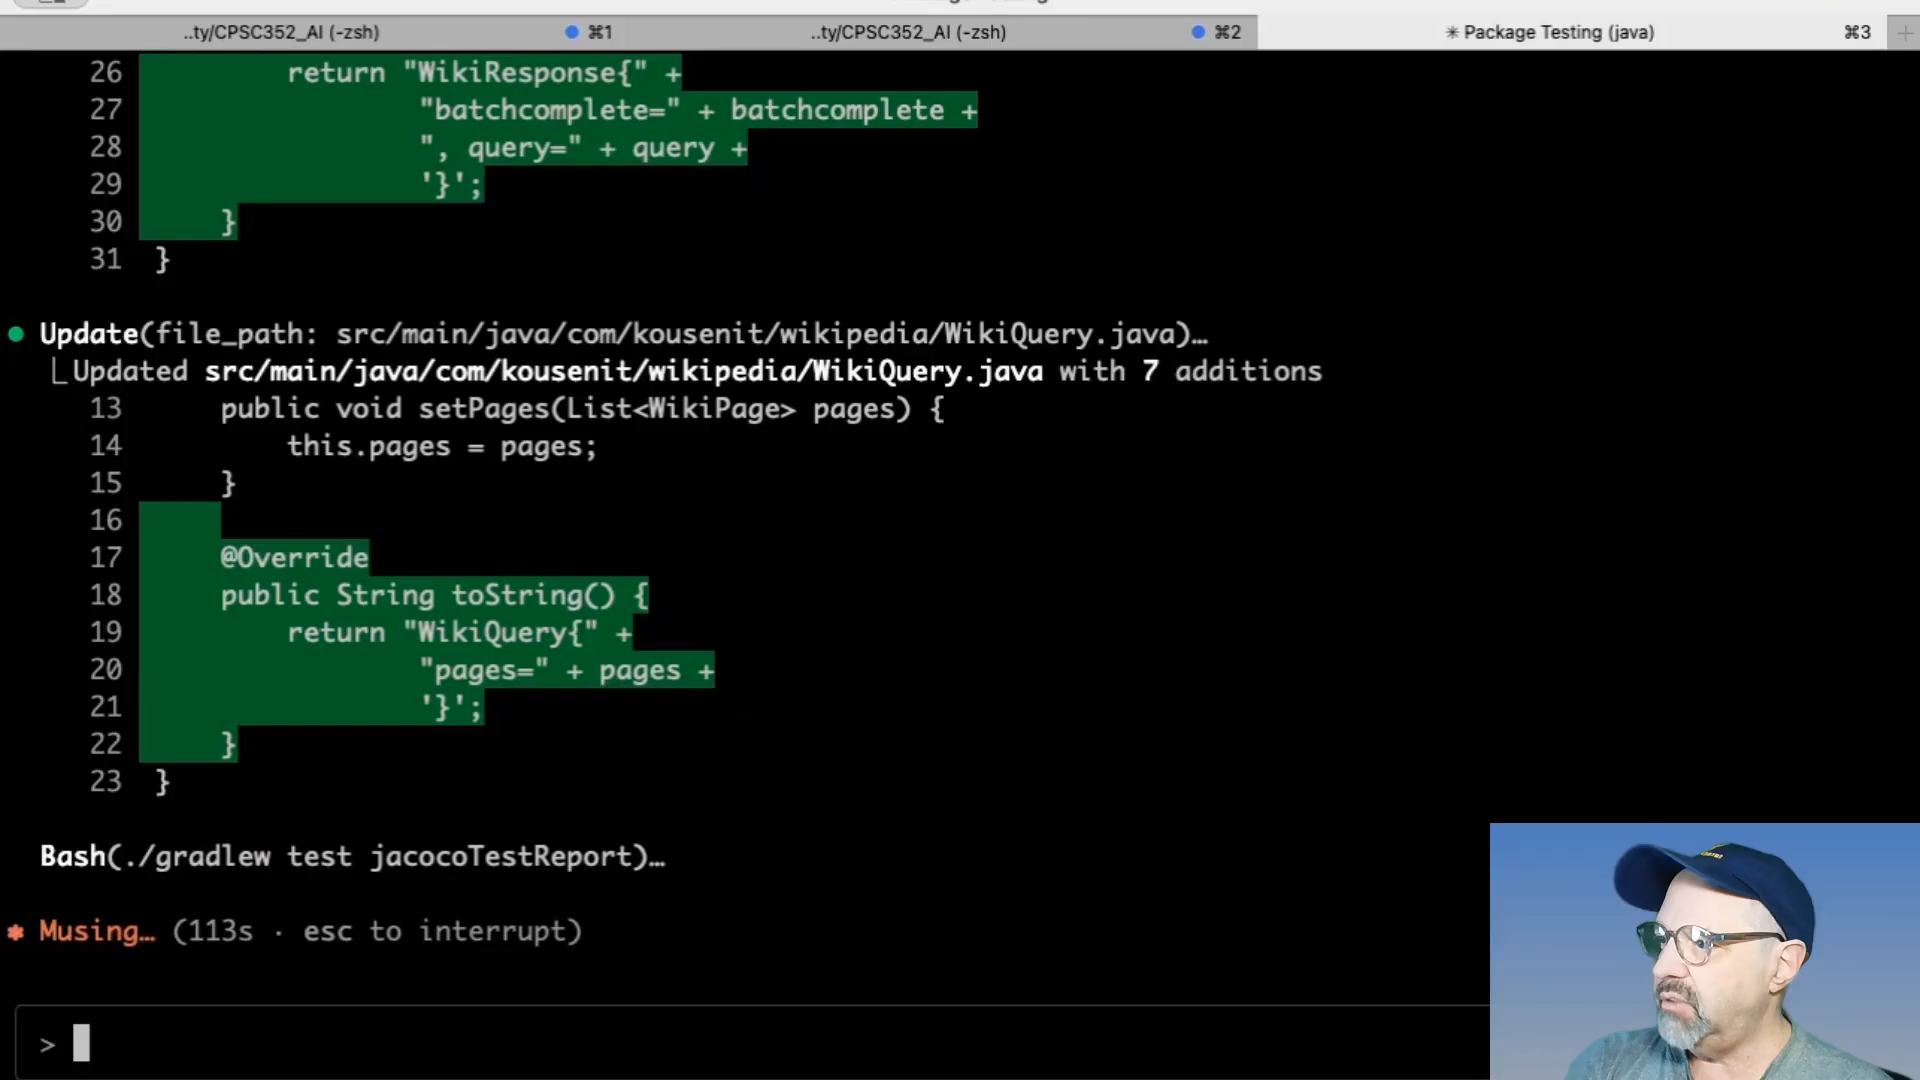 ..ty/CPSC352_AI (-zsh) ⌘1 ..ty/CPSC352_AI (-zsh) ⌘2 ✳ Package Testing (java) ⌘3 +
26 return "WikiResponse{" +
27 "batchcomplete=" + batchcomplete +
28 ", query=" + query +
29 '}';
30 }
31 }
Update(file_path: src/main/java/com/kousenit/wikipedia/WikiQuery.java)…
⎿Updated src/main/java/com/kousenit/wikipedia/WikiQuery.java with 7 additions
13 public void setPages(List<WikiPage> pages) {
14 this.pages = pages;
15 }
16
17 @Override
18 public String toString() {
19 return "WikiQuery{" +
20 "pages=" + pages +
21 '}';
22 }
23 }
Bash(./gradlew test jacocoTestReport)…
✱ Musing… (113s · esc to interrupt)
>